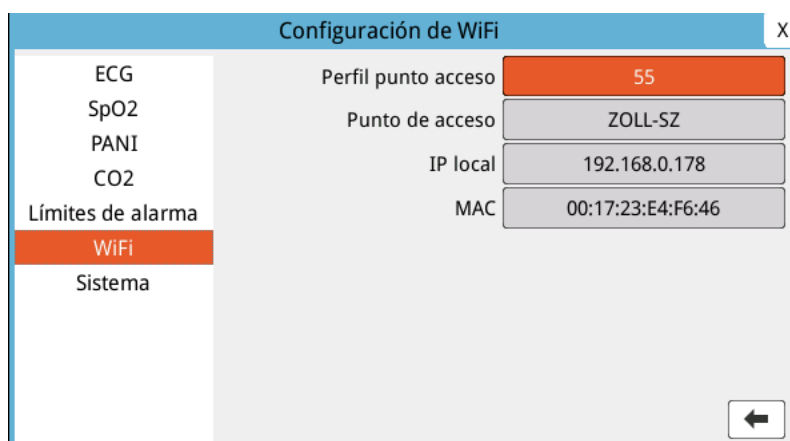 Configuración de WiFi
X
ECG
SpO2
PANI
CO2
Límites de alarma
WiFi
Sistema
Perfil punto acceso 55
Punto de acceso ZOLL-SZ
IP local 192.168.0.178
MAC 00:17:23:E4:F6:46